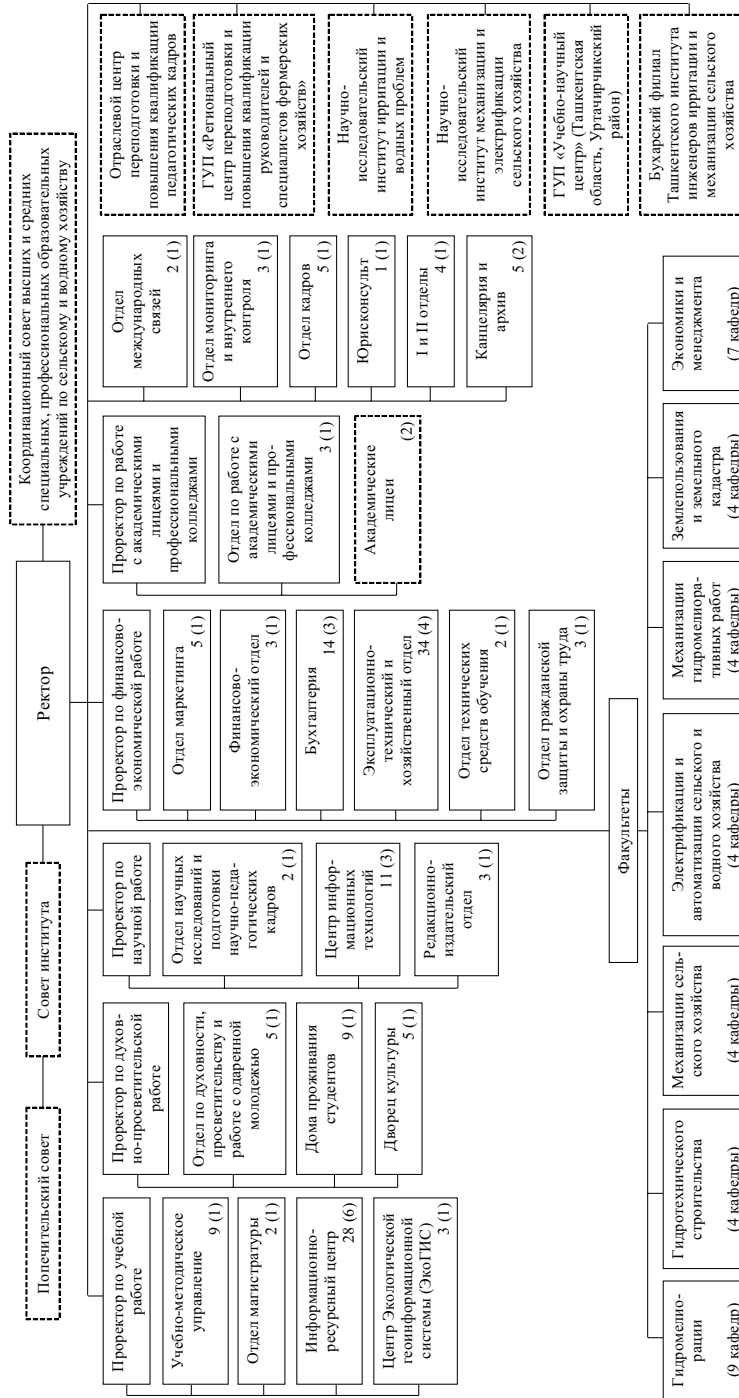 Попечительский совет
Совет института
Ректор
Координационный совет высших и средних
специальных, профессиональных образовательных
учреждений по сельскому и водному хозяйству
Проректор по учебной
работе
Учебно-методическое
управление
9 (1)
Отдел магистратуры
2 (1)
Информационно-
ресурсный центр
28 (6)
Центр Экологической
геоинформационной
системы (ЭкоГИС)
3 (1)
Проректор по духов-
но-просветительской
работе
Отдел по духовности,
просветительству и
работе с одаренной
молодежью
5 (1)
Дома проживания
студентов
9 (1)
Дворец культуры
5 (1)
Проректор по
научной работе
Отдел научных
исследований и
подготовки
научно-педа-
гогических
кадров
2 (1)
Центр инфор-
мационных
технологий
11 (3)
Редакционно-
издательский
отдел
3 (1)
Проректор по финансово-
экономической работе
Отдел маркетинга
5 (1)
Финансово-
экономический отдел
3 (1)
Бухгалтерия
14 (3)
Эксплуатационно-
технический и
хозяйственный отдел
34 (4)
Отдел технических
средств обучения
2 (1)
Отдел гражданской
защиты и охраны труда
3 (1)
Проректор по работе
с академическими
лицеями и
профессиональными
колледжами
Отдел по работе с
академическими
лицеями и про-
фессиональными
колледжами
3 (1)
Академические
лицеи
(2)
Отдел
международных
связей
2 (1)
Отдел мониторинга
и внутреннего
контроля
3 (1)
Отдел кадров
5 (1)
Юрисконсульт
1 (1)
I и II отделы
4 (1)
Канцелярия и
архив
5 (2)
Отраслевой центр
переподготовки и
повышения квалификации
педагогических кадров
ГУП «Региональный
центр переподготовки и
повышения квалификации
руководителей и
специалистов фермерских
хозяйств»
Научно-
исследовательский
институт ирригации и
водных проблем
Научно-
исследовательский
институт механизации и
электрификации
сельского хозяйства
ГУП «Учебно-научный
центр» (Ташкентская
область, Уртачирчикский
район)
Бухарский филиал
Ташкентского института
инженеров ирригации и
механизации сельского
хозяйства
Факультеты
Гидромелио-
рации
(9 кафедр)
Гидротехнического
строительства
(4 кафедры)
Механизации сель-
ского хозяйства
(4 кафедры)
Электрификации и
автоматизации сельского и
водного хозяйства
(4 кафедры)
Механизации
гидромелиора-
тивных работ
(4 кафедры)
Землепользования
и земельного
кадастра
(4 кафедры)
Экономики и
менеджмента
(7 кафедр)